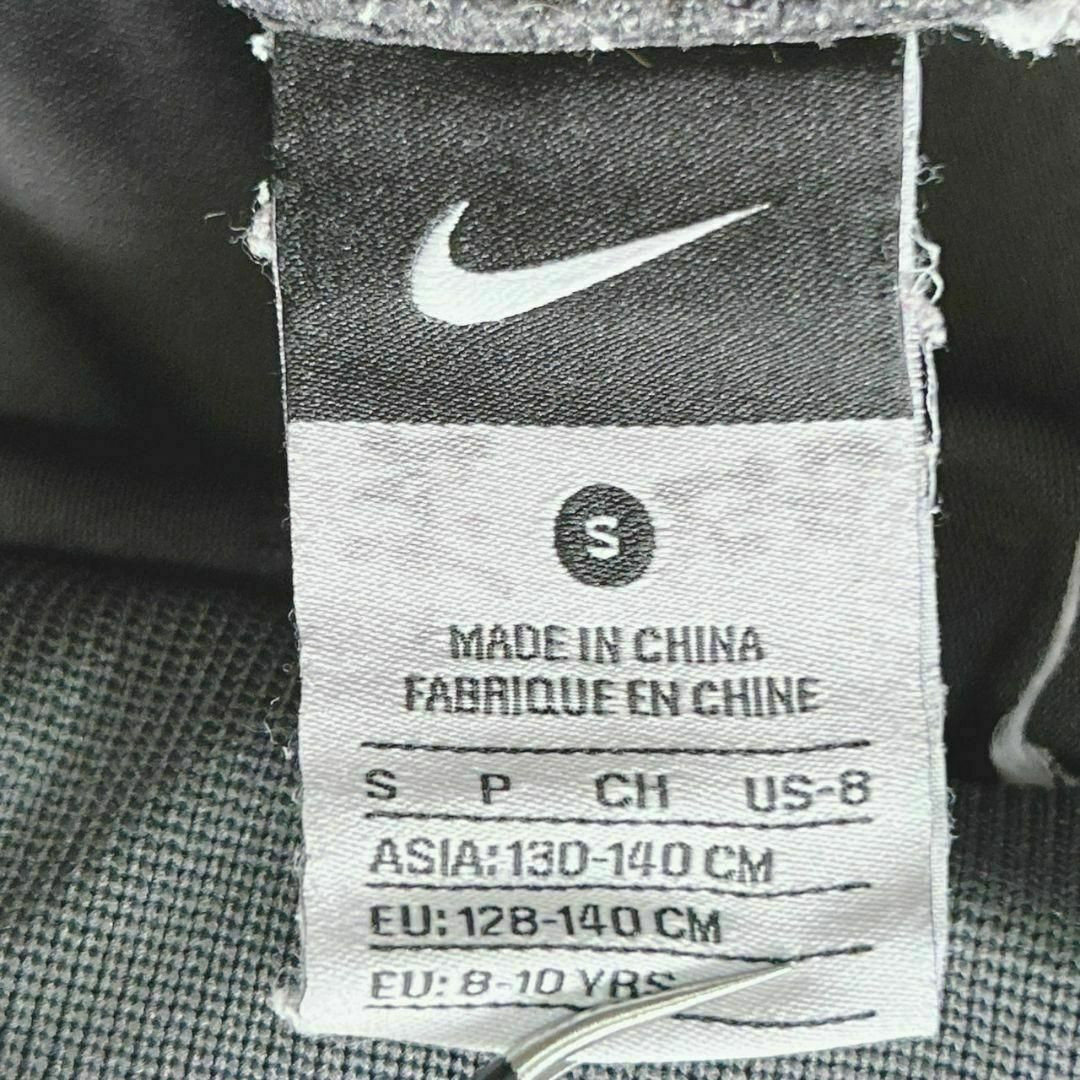 S
MADE IN CHINA
FABRIQUE EN CHINE
S P CH US-8
ASIA: 130-140 CM
EU: 128-140 CM
EU: 8-10 YRS